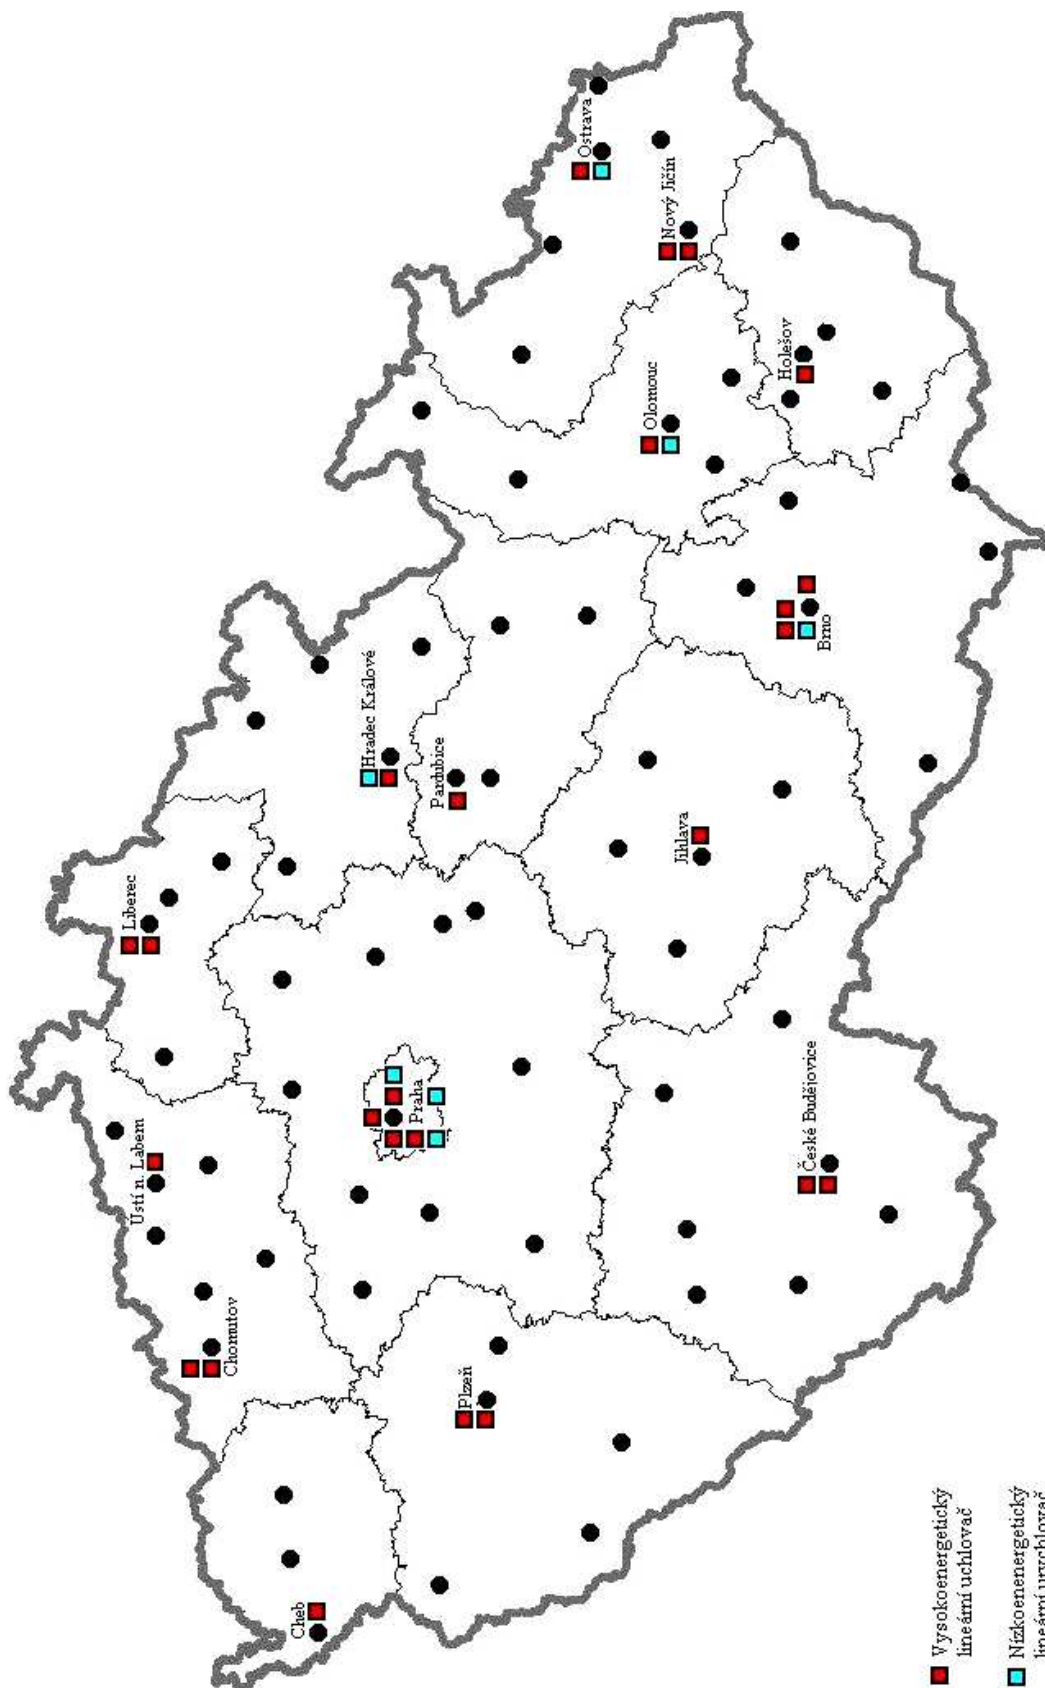 Cheb
Chomutov
Ústí n. Labem
Liberec
Plzeň
Praha
Hradec Králové
Pardubice
České Budějovice
Jihlava
Brno
Olomouc
Holešov
Nový Jičín
Ostrava
Vysokoenergetický
lineární uchlovač
Nízkoenergetický
lineární urychlovač